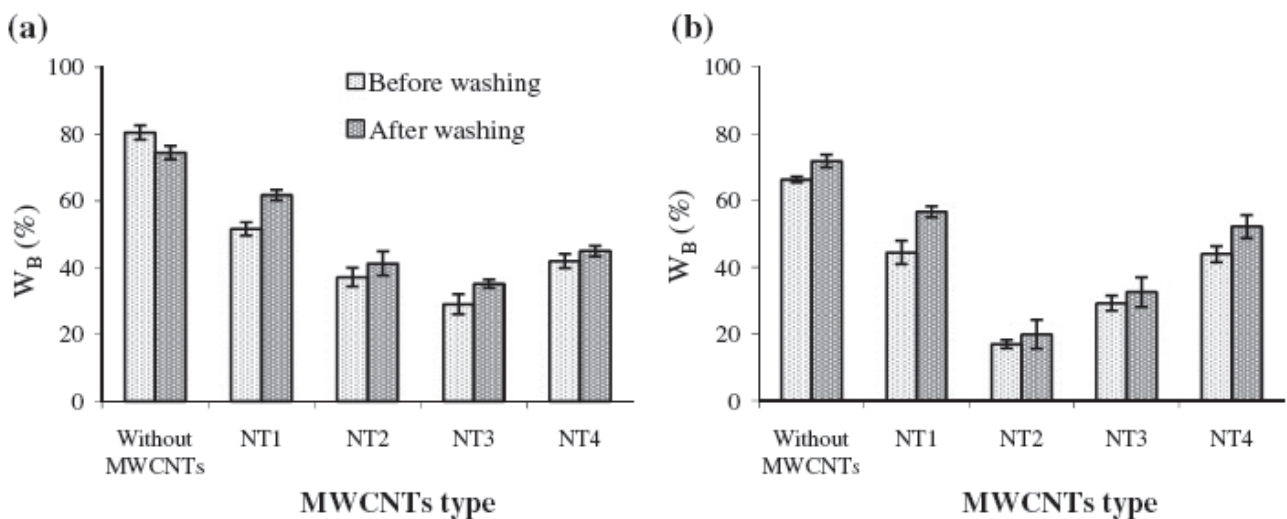 (a)
100
80
60
40
20
0
W_B (%)
Before washing
After washing
Without MWCNTs
NT1
NT2
NT3
NT4
MWCNTs type
(b)
100
80
60
40
20
0
W_B (%)
Without MWCNTs
NT1
NT2
NT3
NT4
MWCNTs type